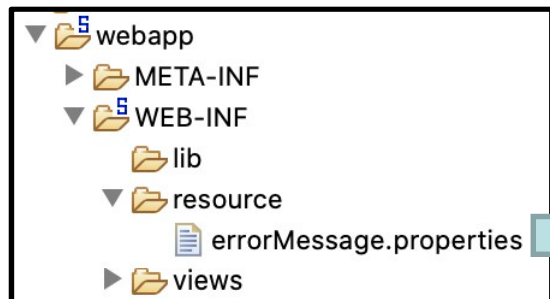 webapp
META-INF
WEB-INF
lib
resource
errorMessage.properties
views